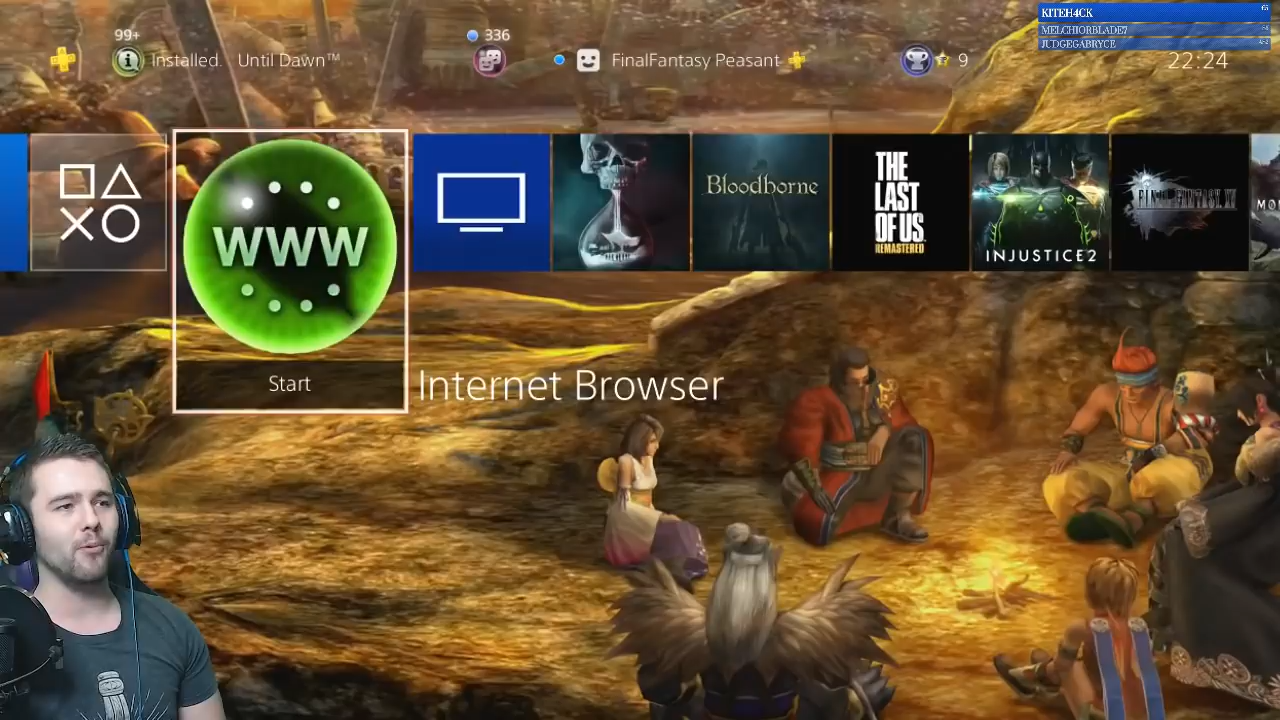 99+
Installed. Until Dawn™
336
FinalFantasy Peasant
9
KITEH4CK
65
MELCHIORBLADE7
JUDGEGABRYCE
22:24
WWW
Start
Internet Browser
Bloodborne
THE
LAST
OF US
REMASTERED
INJUSTICE2
FINAL FANTASY XV